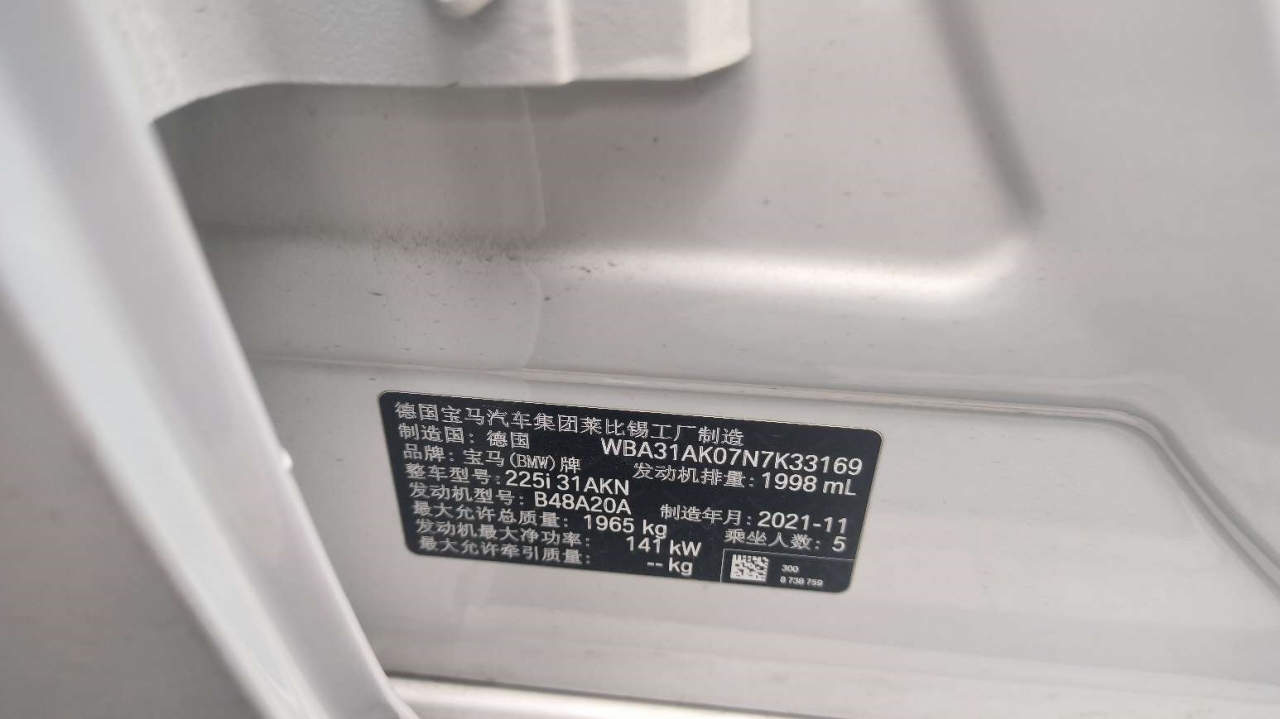 德国宝马汽车集团莱比锡工厂制造
制造国：德国 WBA31AK07N7K33169
品牌：宝马(BMW)牌 发动机排量：1998 mL
整车型号：225i 31AKN
发动机型号：B48A20A 制造年月：2021-11
最大允许总质量：1965 kg 乘坐人数：5
发动机最大净功率：141 kW
最大允许牵引质量：-- kg
300
8 738 759